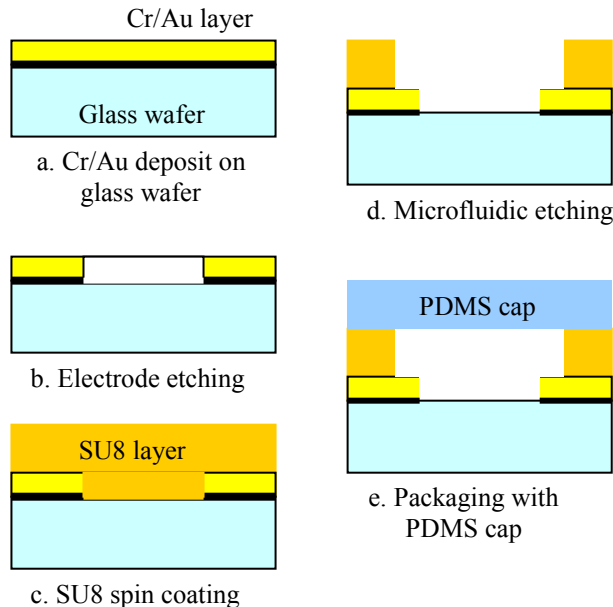 Cr/Au layer
Glass wafer
a. Cr/Au deposit on
glass wafer
b. Electrode etching
SU8 layer
c. SU8 spin coating
d. Microfluidic etching
PDMS cap
e. Packaging with
PDMS cap